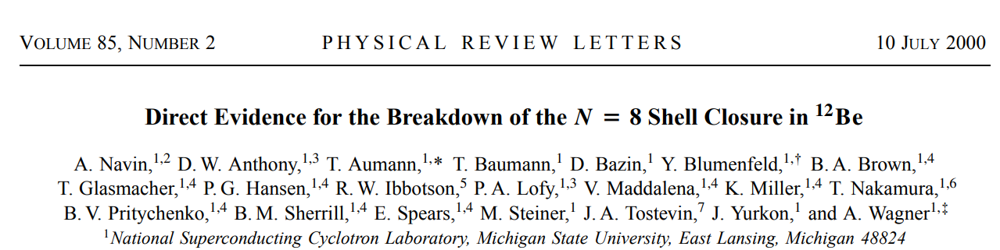 VOLUME 85, NUMBER 2 PHYSICAL REVIEW LETTERS 10 JULY 2000
Direct Evidence for the Breakdown of the N = 8 Shell Closure in ¹²Be
A. Navin,¹,² D. W. Anthony,¹,³ T. Aumann,¹,* T. Baumann,¹ D. Bazin,¹ Y. Blumenfeld,¹,† B. A. Brown,¹,⁴
T. Glasmacher,¹,⁴ P. G. Hansen,¹,⁴ R. W. Ibbotson,⁵ P. A. Lofy,¹,³ V. Maddalena,¹,⁴ K. Miller,¹,⁴ T. Nakamura,¹,⁶
B. V. Pritychenko,¹,⁴ B. M. Sherrill,¹,⁴ E. Spears,¹,⁴ M. Steiner,¹ J. A. Tostevin,⁷ J. Yurkon,¹ and A. Wagner¹,‡
¹National Superconducting Cyclotron Laboratory, Michigan State University, East Lansing, Michigan 48824